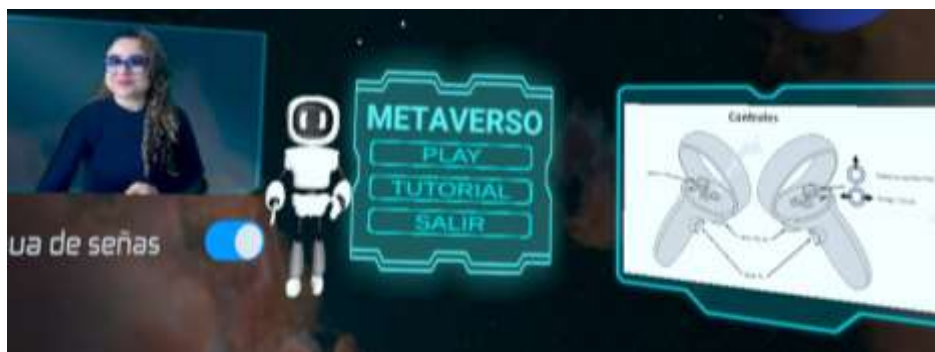 ua de señas
METAVERSO
PLAY
TUTORIAL
SALIR
Controles